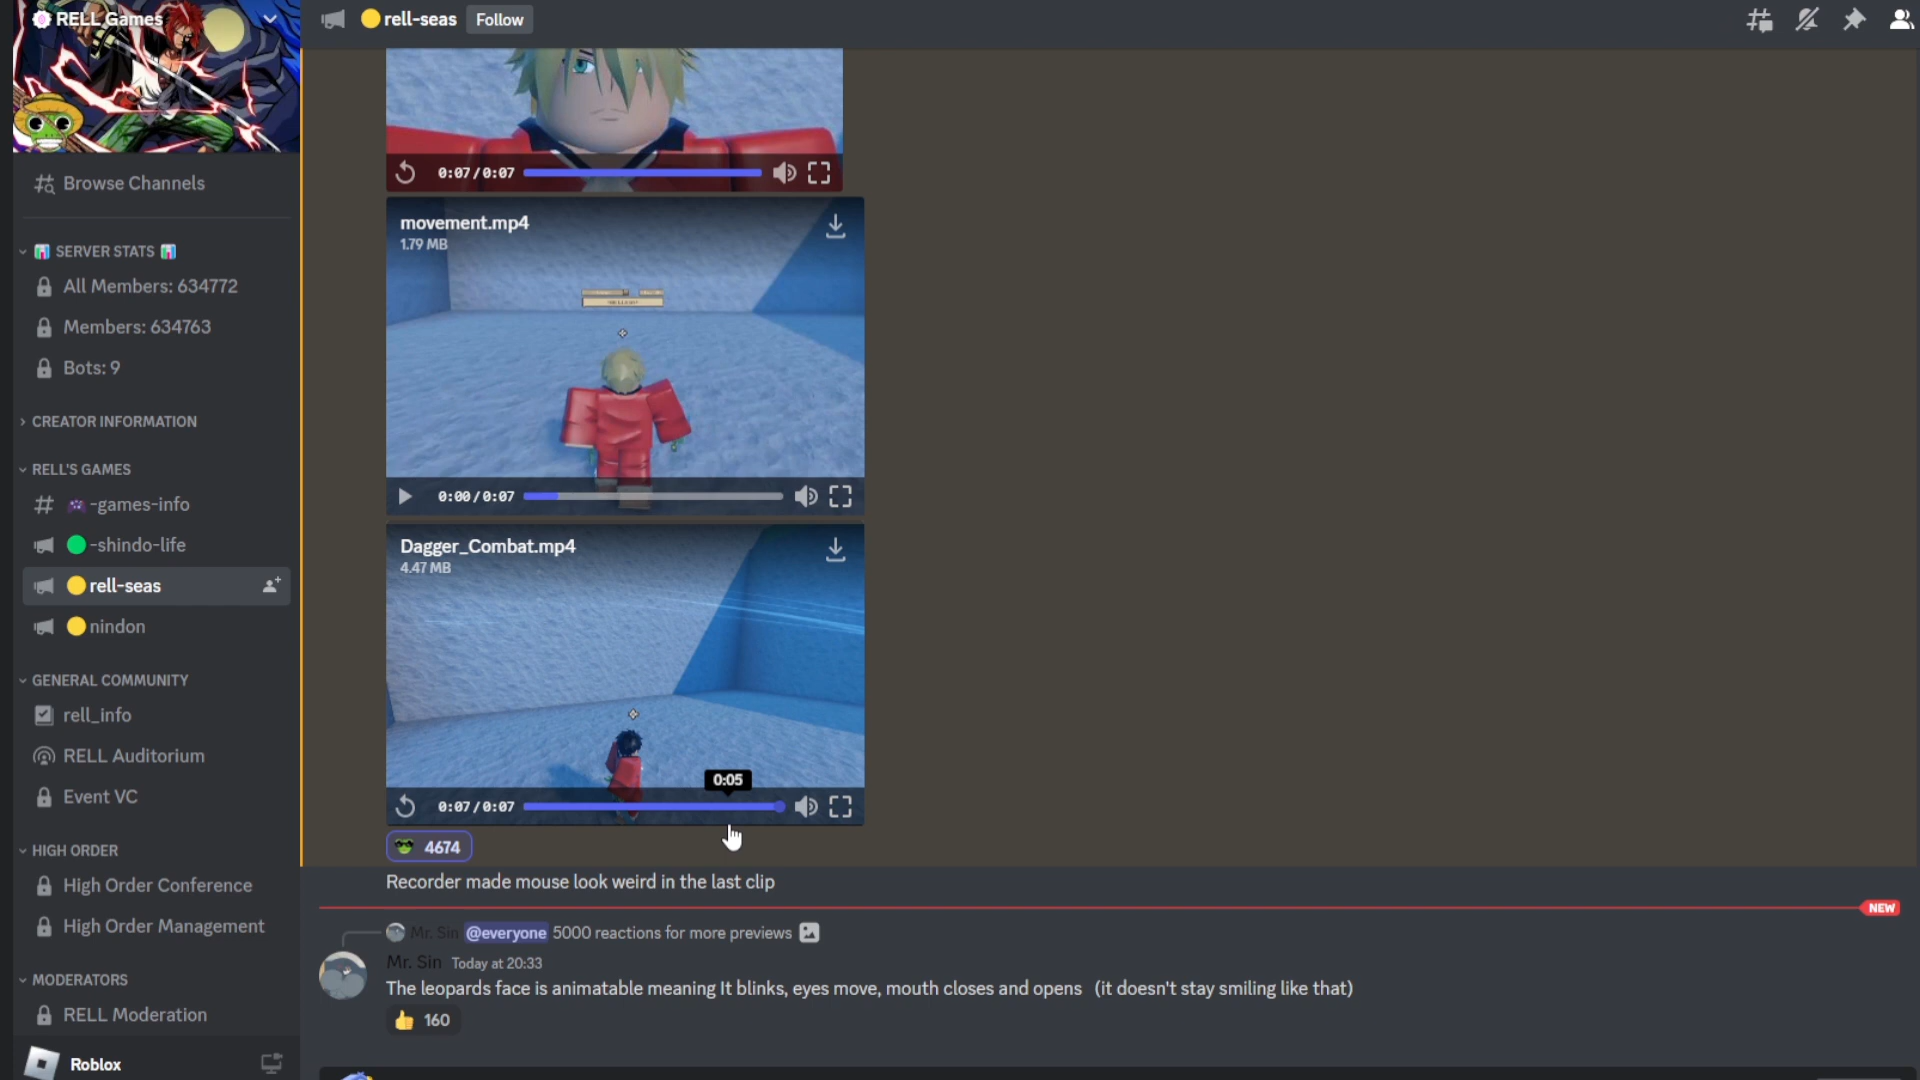 RELL Games
Browse Channels
SERVER STATS
All Members: 634772
Members: 634763
Bots: 9
CREATOR INFORMATION
RELL'S GAMES
-games-info
-shindo-life
rell-seas
nindon
GENERAL COMMUNITY
rell_info
RELL Auditorium
Event VC
HIGH ORDER
High Order Conference
High Order Management
MODERATORS
RELL Moderation
Roblox
rell-seas Follow
0:07/0:07
movement.mp4
1.79 MB
0:00/0:07
Dagger_Combat.mp4
4.47 MB
0:05
0:07/0:07
4674
Recorder made mouse look weird in the last clip
NEW
Mr. Sin @everyone 5000 reactions for more previews
Mr. Sin Today at 20:33
The leopards face is animatable meaning It blinks, eyes move, mouth closes and opens (it doesn't stay smiling like that)
160